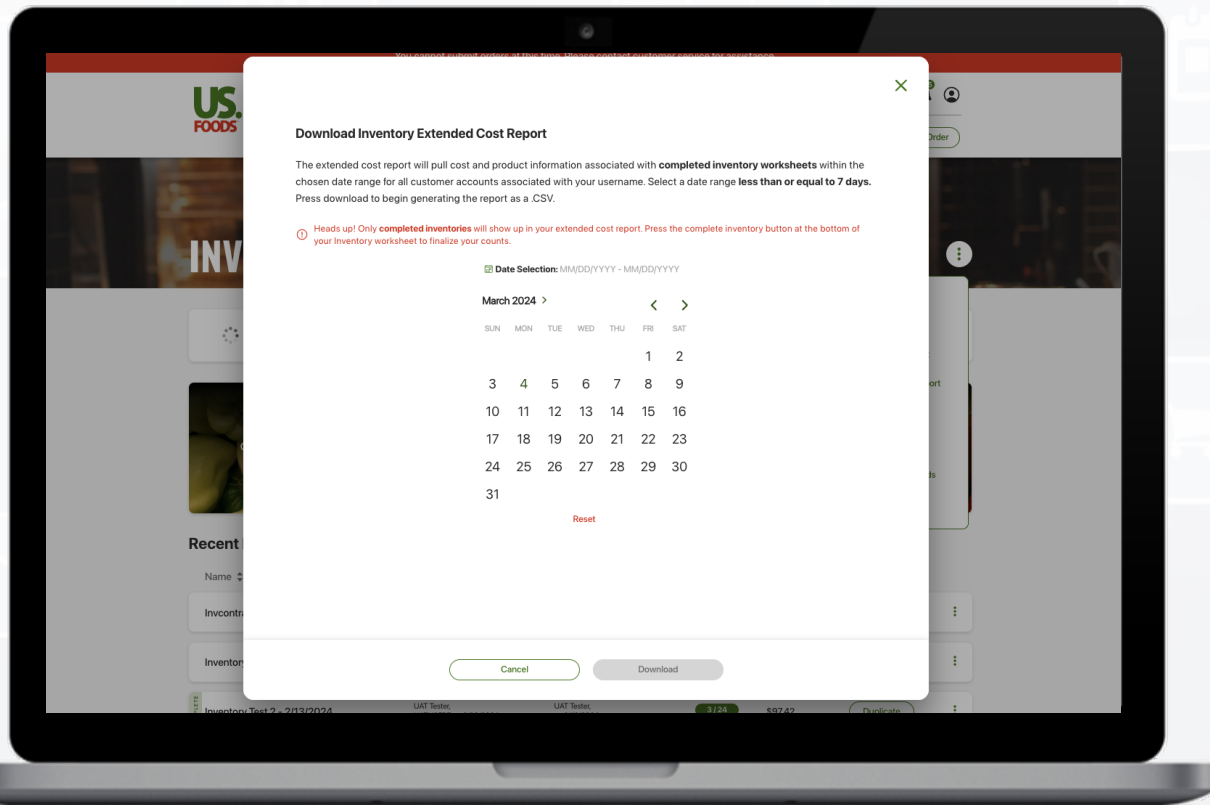 You cannot submit orders at this time. Please contact customer service for assistance.
US.
FOODS
Order
Download Inventory Extended Cost Report
The extended cost report will pull cost and product information associated with completed inventory worksheets within the
chosen date range for all customer accounts associated with your username. Select a date range less than or equal to 7 days.
Press download to begin generating the report as a .CSV.
Heads up! Only completed inventories will show up in your extended cost report. Press the complete inventory button at the bottom of
your Inventory worksheet to finalize your counts.
INV
Date Selection: MM/DD/YYYY - MM/DD/YYYY
March 2024
SUN MON TUE WED THU FRI SAT
1 2
3 4 5 6 7 8 9
10 11 12 13 14 15 16
17 18 19 20 21 22 23
24 25 26 27 28 29 30
31
Reset
Recent
Name
Invcontr
Inventor
Cancel Download
Inventory Test 2 - 2/13/2024 UAT Tester, UAT Tester, 3 / 24 $97.42 Duplicate